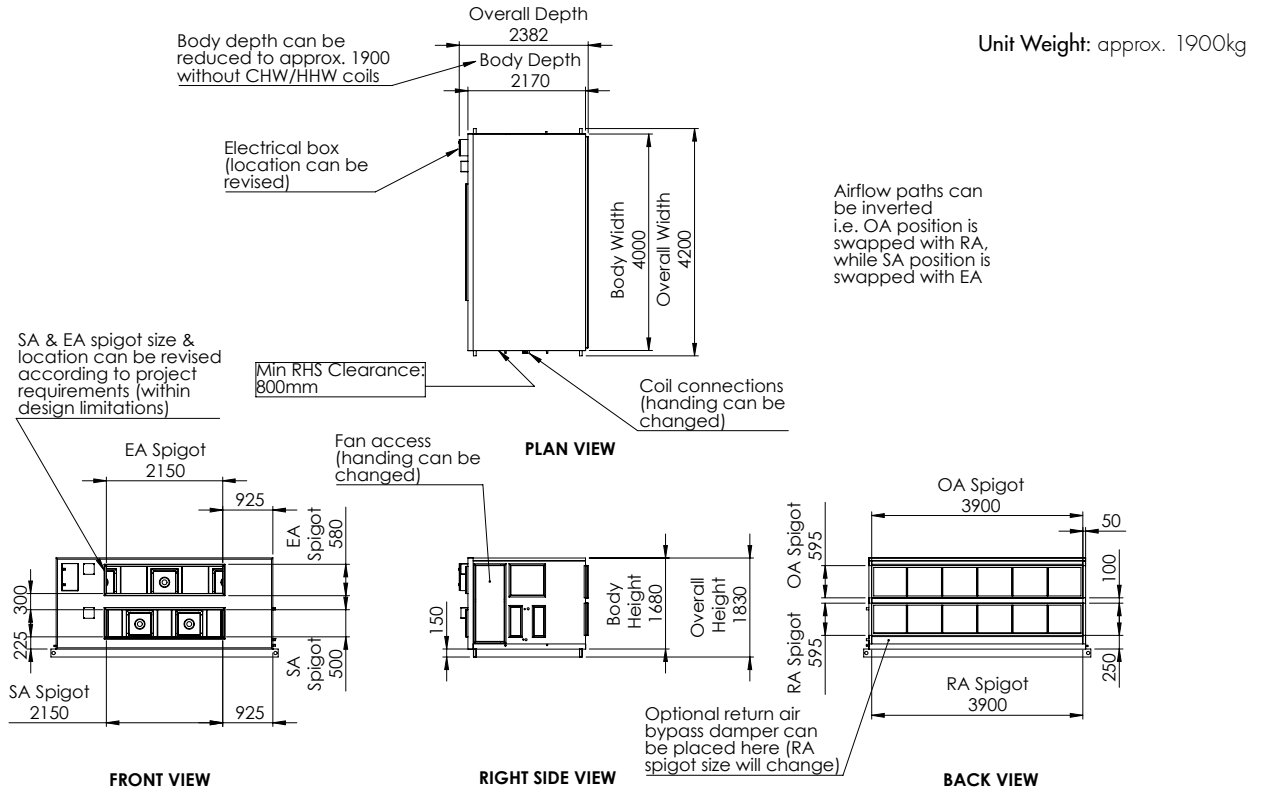 Overall Depth
2382
Body depth can be
reduced to approx. 1900
without CHW/HHW coils
Body Depth
2170
Unit Weight: approx. 1900kg
Electrical box
(location can be
revised)
Body Width
4000
Overall Width
4200
Airflow paths can
be inverted
i.e. OA position is
swapped with RA,
while SA position is
swapped with EA
SA & EA spigot size &
location can be revised
according to project
requirements (within
design limitations)
Min RHS Clearance:
800mm
Coil connections
(handing can be
changed)
PLAN VIEW
EA Spigot
2150
925
EA
Spigot
580
300
225
SA
Spigot
500
SA Spigot
2150
925
FRONT VIEW
Fan access
(handing can be
changed)
150
Body
Height
1680
Overall
Height
1830
RIGHT SIDE VIEW
OA Spigot
3900
50
OA Spigot
595
100
RA Spigot
595
250
RA Spigot
3900
Optional return air
bypass damper can
be placed here (RA
spigot size will change)
BACK VIEW